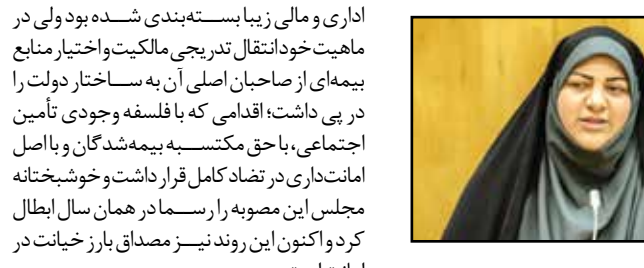 اداری و مالی زیبا بسته‌بندی شده بود ولی در
ماهیت خود انتقال تدریجی مالکیت و اختیار منابع
بیمه‌ای از صاحبان اصلی آن به ساختار دولت را
در پی داشت؛ اقدامی که با فلسفه وجودی تأمین
اجتماعی، با حق مکتسبه بیمه‌شدگان و با اصل
امانت‌داری در تضاد کامل قرار داشت و خوشبختانه
مجلس این مصوبه را رسما در همان سال ابطال
کرد و اکنون این روند نیز مصداق بارز خیانت در